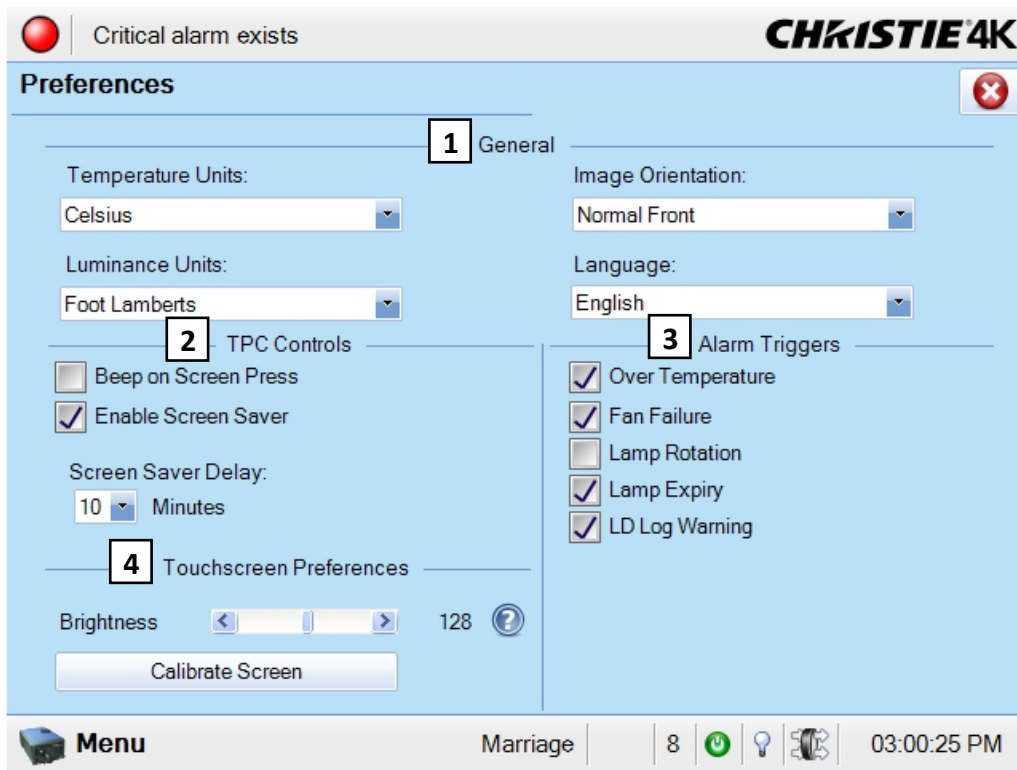 Critical alarm exists
CHRISTIE 4K
Preferences
1 General
Temperature Units:
Celsius
Image Orientation:
Normal Front
Luminance Units:
Foot Lamberts
Language:
English
2 TPC Controls
Beep on Screen Press
Enable Screen Saver
Screen Saver Delay:
10 Minutes
3 Alarm Triggers
Over Temperature
Fan Failure
Lamp Rotation
Lamp Expiry
LD Log Warning
4 Touchscreen Preferences
Brightness < > 128 ?
Calibrate Screen
Menu Marriage 8 03:00:25 PM